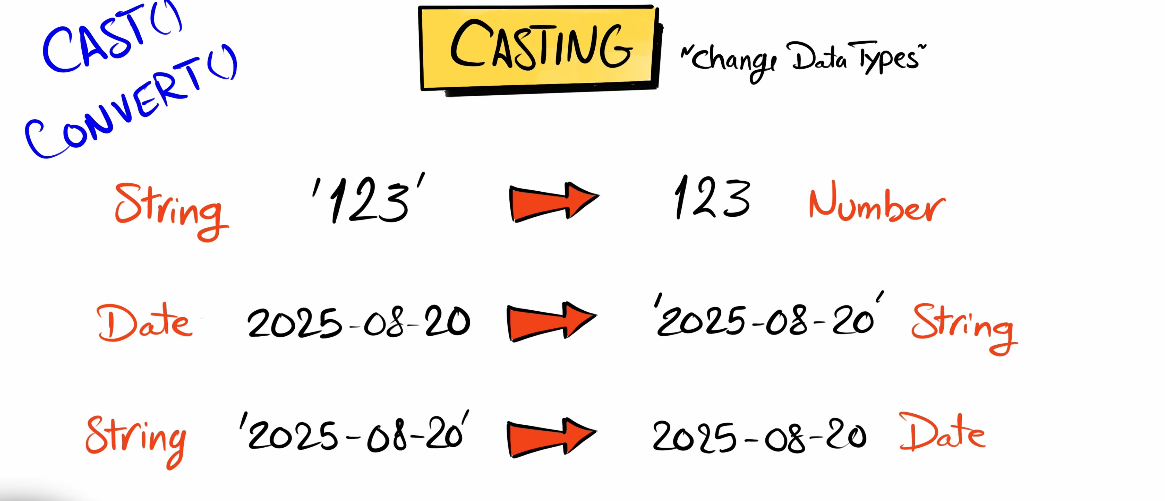 CAST()
CONVERT()
CASTING "Change Data Types"
String '123' 123 Number
Date 2025-08-20 '2025-08-20' String
String '2025-08-20' 2025-08-20 Date